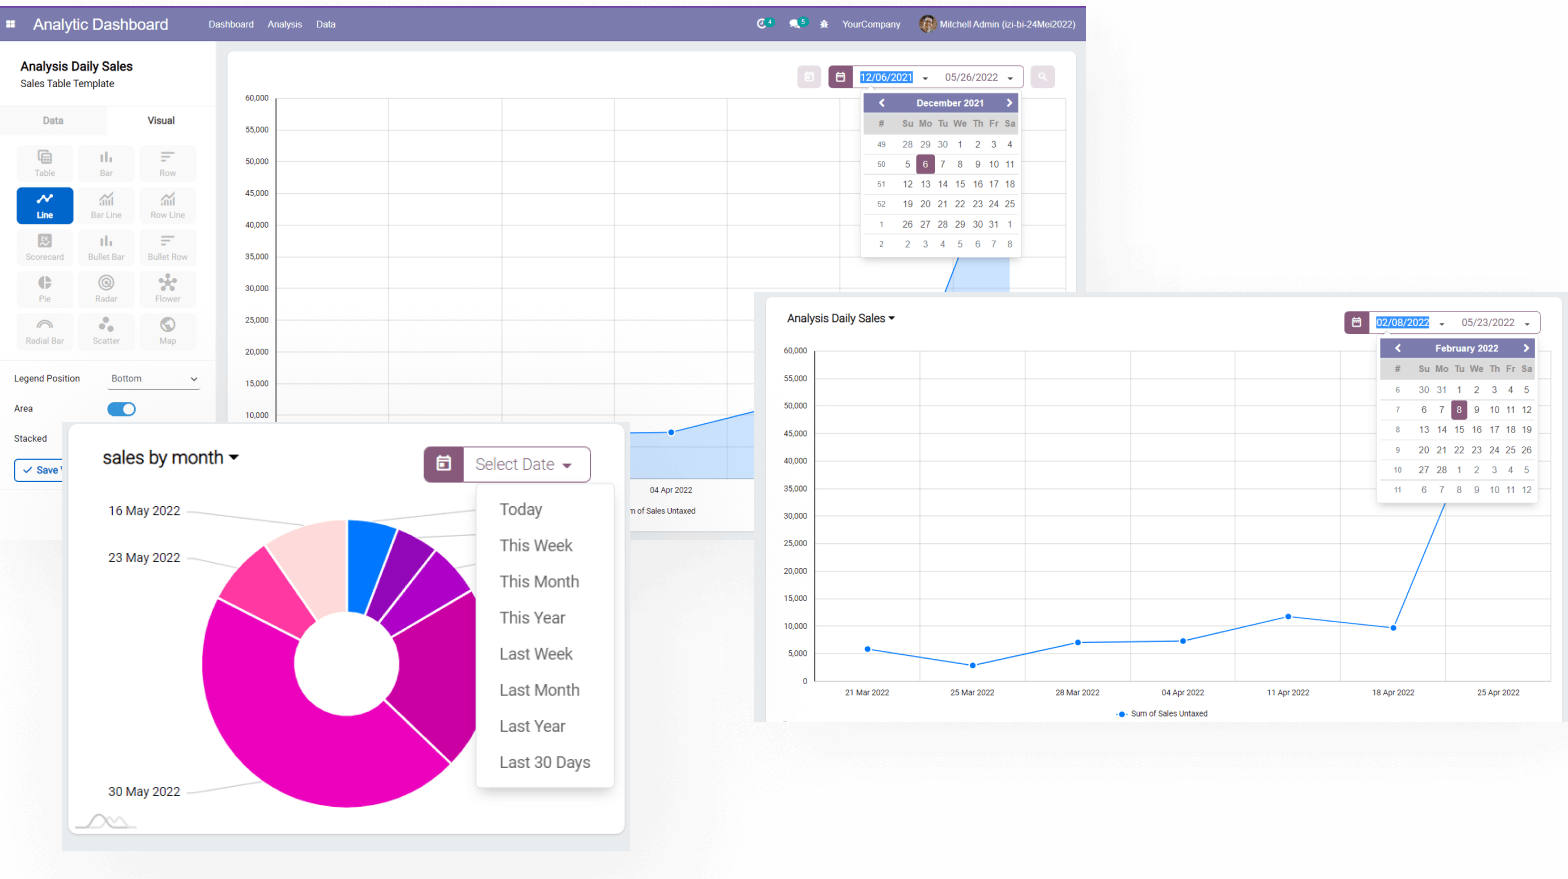 Analytic Dashboard
Dashboard Analysis Data
4 5 YourCompany Mitchell Admin (izi-bi-24Mei2022)
Analysis Daily Sales
Sales Table Template
Data Visual
Table Bar Row
Line Bar Line Row Line
Scorecard Bullet Bar Bullet Row
Pie Radar Flower
Radial Bar Scatter Map
Legend Position Bottom
Area
Stacked
Save
12/06/2021 05/26/2022
December 2021
# Su Mo Tu We Th Fr Sa
49 28 29 30 1 2 3 4
50 5 6 7 8 9 10 11
51 12 13 14 15 16 17 18
52 19 20 21 22 23 24 25
1 26 27 28 29 30 31 1
2 2 3 4 5 6 7 8
60,000
55,000
50,000
45,000
40,000
35,000
30,000
25,000
20,000
15,000
10,000
04 Apr 2022
m of Sales Untaxed
sales by month
Select Date
Today
This Week
This Month
This Year
Last Week
Last Month
Last Year
Last 30 Days
16 May 2022
23 May 2022
30 May 2022
Analysis Daily Sales
02/08/2022 05/23/2022
February 2022
# Su Mo Tu We Th Fr Sa
6 30 31 1 2 3 4 5
7 6 7 8 9 10 11 12
8 13 14 15 16 17 18 19
9 20 21 22 23 24 25 26
10 27 28 1 2 3 4 5
11 6 7 8 9 10 11 12
60,000
55,000
50,000
45,000
40,000
35,000
30,000
25,000
20,000
15,000
10,000
5,000
0
21 Mar 2022 25 Mar 2022 28 Mar 2022 04 Apr 2022 11 Apr 2022 18 Apr 2022 25 Apr 2022
Sum of Sales Untaxed